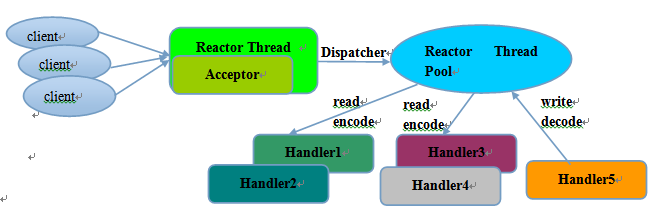 client
client
client
Reactor Thread
Acceptor
Dispatcher
Reactor Thread
Pool
read
encode
read
encode
write
decode
Handler1
Handler2
Handler3
Handler4
Handler5